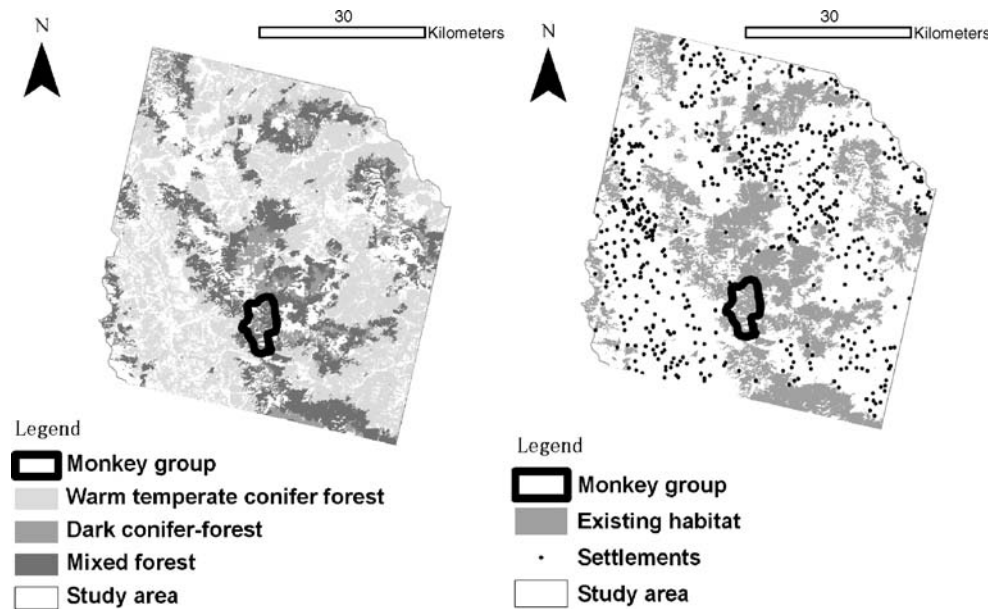 30
Kilometers
N
Legend
Monkey group
Warm temperate conifer forest
Dark conifer-forest
Mixed forest
Study area
30
Kilometers
N
Legend
Monkey group
Existing habitat
Settlements
Study area